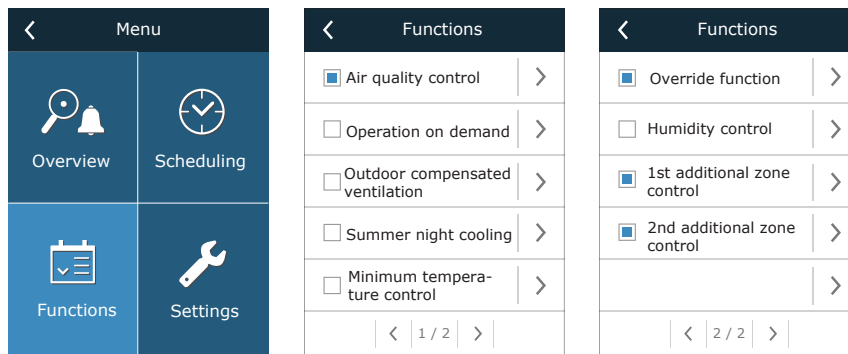 Menu
Overview
Scheduling
Functions
Settings
Functions
Air quality control
Operation on demand
Outdoor compensated
ventilation
Summer night cooling
Minimum tempera-
ture control
1 / 2
Functions
Override function
Humidity control
1st additional zone
control
2nd additional zone
control
2 / 2